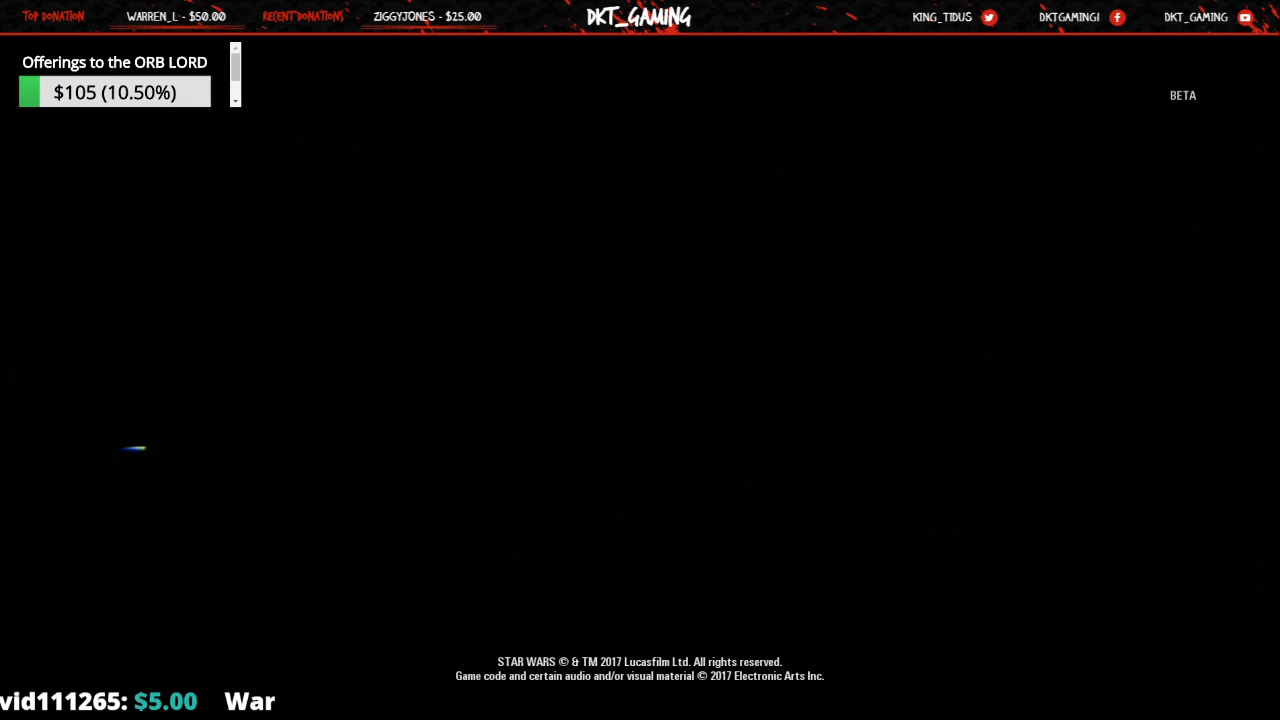 TOP DONATION WARREN_L - $50.00 RECENT DONATIONS ZIGGYJONES - $25.00 DKT_GAMING KING_TIDUS DKTGAMING1 DKT_GAMING
Offerings to the ORB LORD
$105 (10.50%)
BETA
STAR WARS © & TM 2017 Lucasfilm Ltd. All rights reserved.
Game code and certain audio and/or visual material © 2017 Electronic Arts Inc.
vid111265: $5.00 War